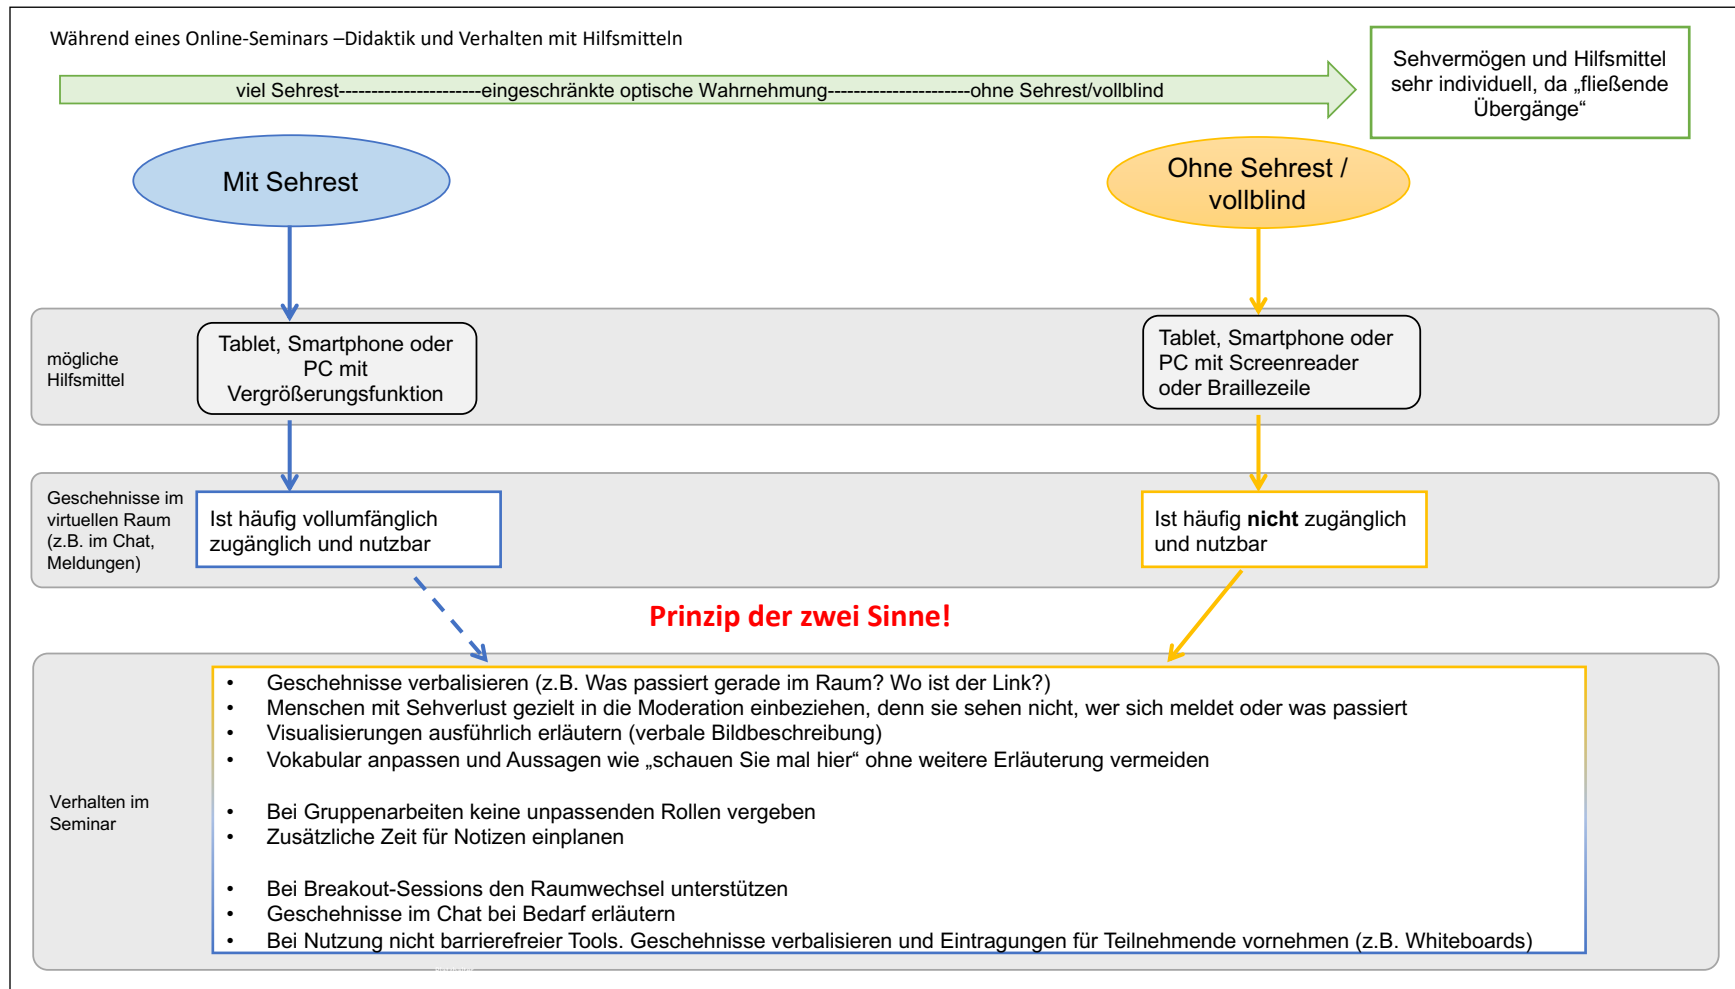 Während eines Online-Seminars –Didaktik und Verhalten mit Hilfsmitteln
viel Sehrest----------------------eingeschränkte optische Wahrnehmung----------------------ohne Sehrest/vollblind
Sehvermögen und Hilfsmittel
sehr individuell, da „fließende
Übergänge“
Mit Sehrest
Ohne Sehrest /
vollblind
mögliche
Hilfsmittel
Tablet, Smartphone oder
PC mit
Vergrößerungsfunktion
Tablet, Smartphone oder
PC mit Screenreader
oder Braillezeile
Geschehnisse im
virtuellen Raum
(z.B. im Chat,
Meldungen)
Ist häufig vollumfänglich
zugänglich und nutzbar
Ist häufig nicht zugänglich
und nutzbar
Prinzip der zwei Sinne!
Verhalten im
Seminar
• Geschehnisse verbalisieren (z.B. Was passiert gerade im Raum? Wo ist der Link?)
• Menschen mit Sehverlust gezielt in die Moderation einbeziehen, denn sie sehen nicht, wer sich meldet oder was passiert
• Visualisierungen ausführlich erläutern (verbale Bildbeschreibung)
• Vokabular anpassen und Aussagen wie „schauen Sie mal hier“ ohne weitere Erläuterung vermeiden
• Bei Gruppenarbeiten keine unpassenden Rollen vergeben
• Zusätzliche Zeit für Notizen einplanen
• Bei Breakout-Sessions den Raumwechsel unterstützen
• Geschehnisse im Chat bei Bedarf erläutern
• Bei Nutzung nicht barrierefreier Tools. Geschehnisse verbalisieren und Eintragungen für Teilnehmende vornehmen (z.B. Whiteboards)